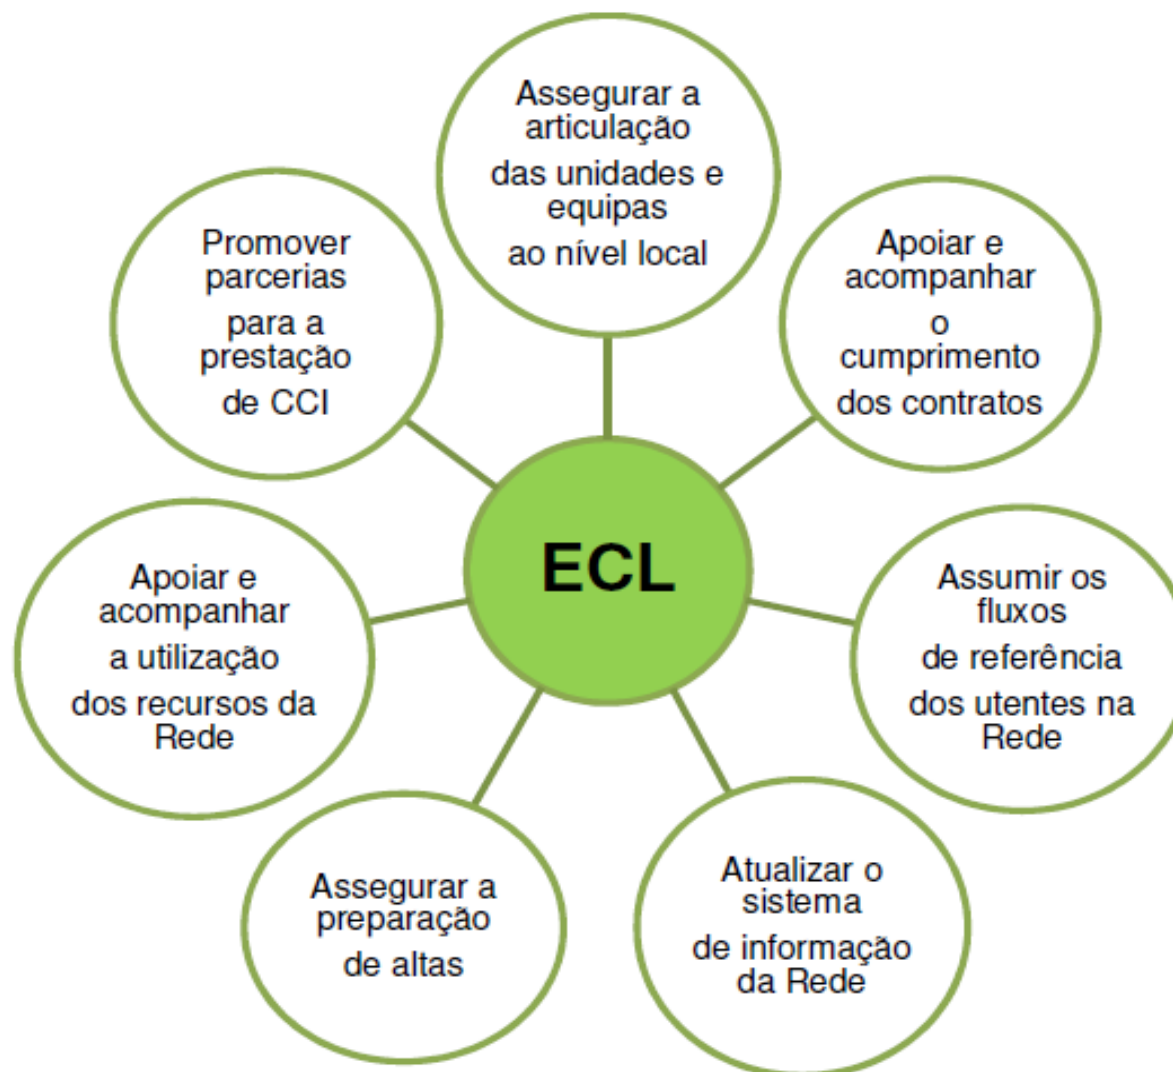 Assegurar a
articulação
das unidades e
equipas
ao nível local
Apoiar e
acompanhar
o
cumprimento
dos contratos
Assumir os
fluxos
de referência
dos utentes na
Rede
Atualizar o
sistema
de informação
da Rede
Assegurar a
preparação
de altas
Apoiar e
acompanhar
a utilização
dos recursos da
Rede
Promover
parcerias
para a
prestação
de CCI
ECL